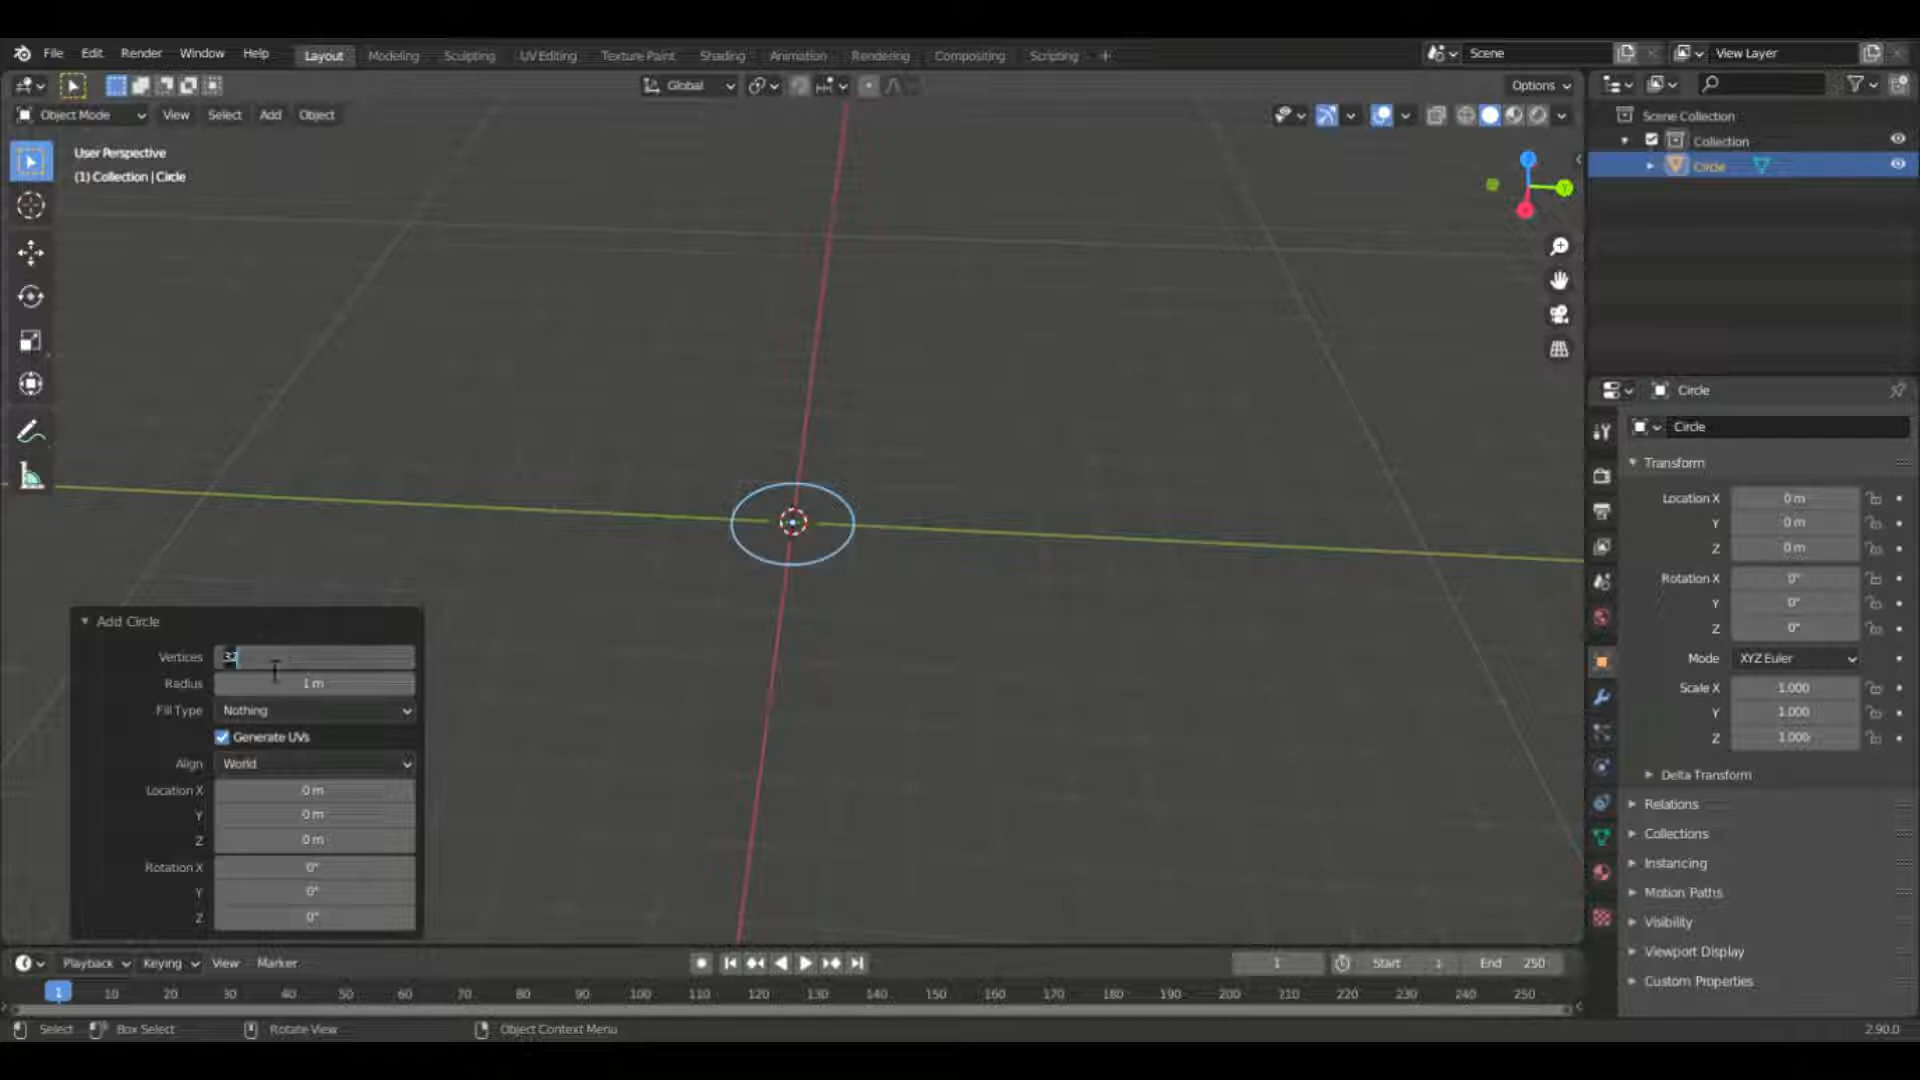 File Edit Render Window Help Layout Modeling Sculpting UV Editing Texture Paint Shading Animation Rendering Compositing Scripting + Scene View Layer
Global Options
Object Mode View Select Add Object
User Perspective
(1) Collection | Circle
Scene Collection
Collection
Circle
Circle
Circle
Transform
Location X 0 m
Y 0 m
Z 0 m
Rotation X 0°
Y 0°
Z 0°
Mode XYZ Euler
Scale X 1.000
Y 1.000
Z 1.000
Delta Transform
Relations
Collections
Instancing
Motion Paths
Visibility
Viewport Display
Custom Properties
Add Circle
Vertices 32
Radius 1 m
Fill Type Nothing
Generate UVs
Align World
Location X 0 m
Y 0 m
Z 0 m
Rotation X 0°
Y 0°
Z 0°
Playback Keying View Marker 1 Start 1 End 250
1 10 20 30 40 50 60 70 80 90 100 110 120 130 140 150 160 170 180 190 200 210 220 230 240 250
Select Box Select Rotate View Object Context Menu 2.90.0